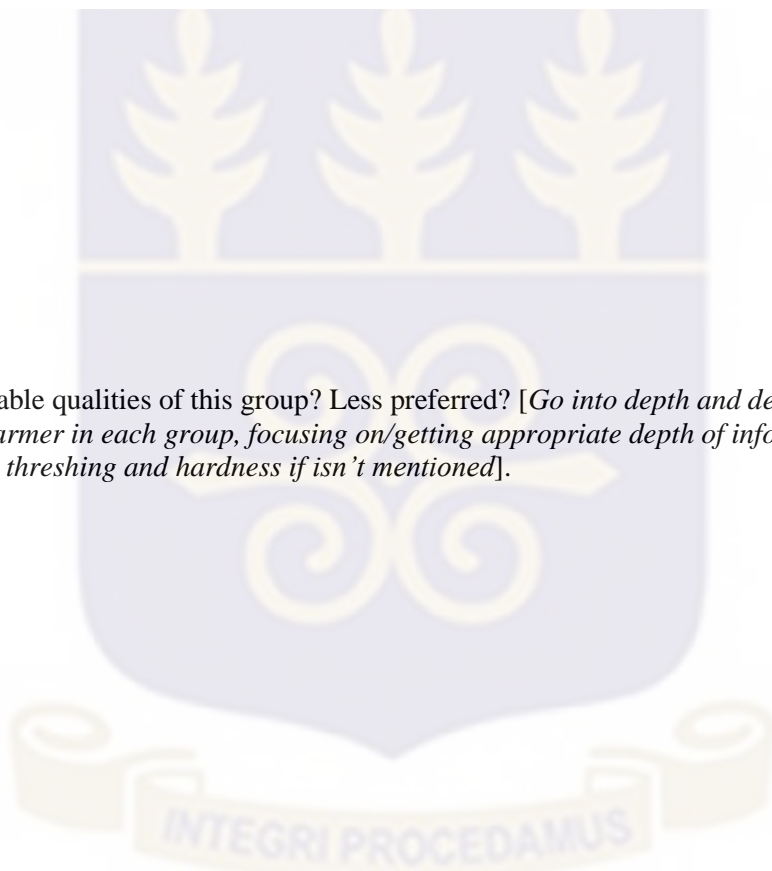 able qualities of this group? Less preferred? [Go into depth and de
armer in each group, focusing on/getting appropriate depth of info
threshing and hardness if isn't mentioned].
INTEGRI PROCEDAMUS